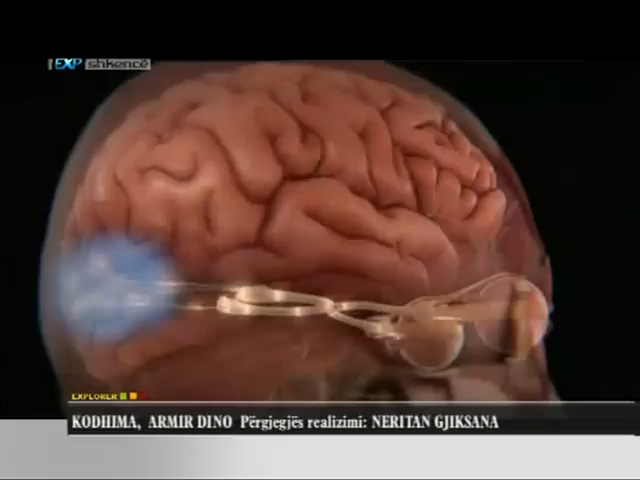 EXP shkencë
EXPLORER
KODHIMA, ARMIR DINO Përgjegjës realizimi: NERITAN GJIKSANA